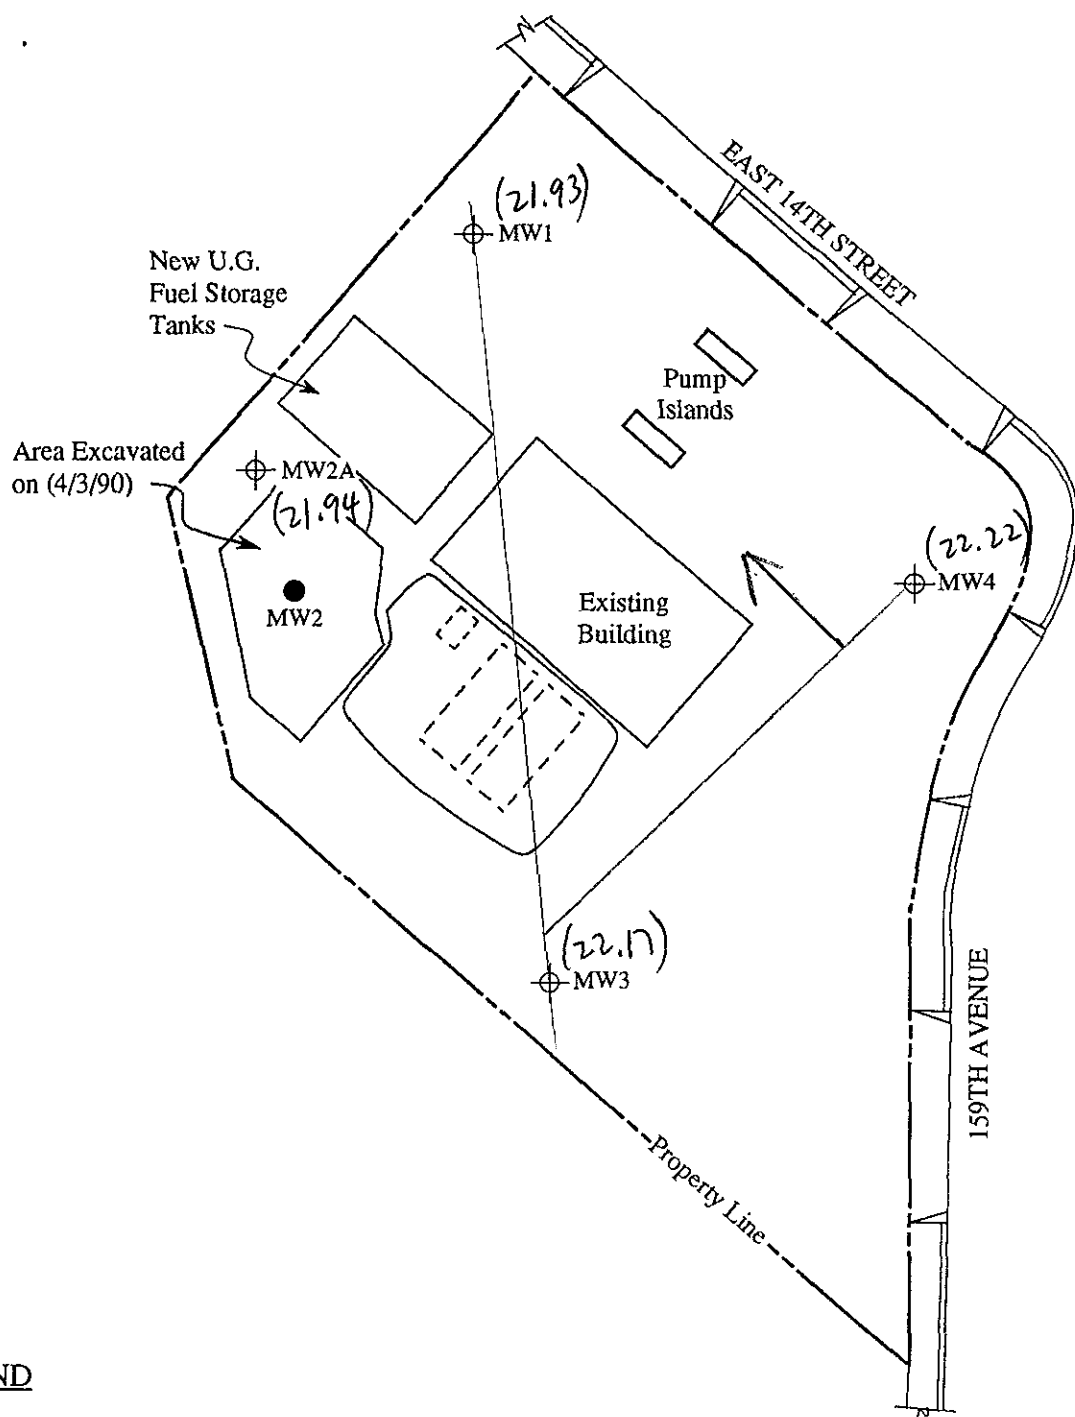 EAST 14TH STREET
(21.93)
MW1
New U.G.
Fuel Storage
Tanks
Pump
Islands
Area Excavated
on (4/3/90)
MW2A
(21.94)
(22.22)
MW4
MW2
Existing
Building
(22.17)
MW3
159TH AVENUE
Property Line
ND